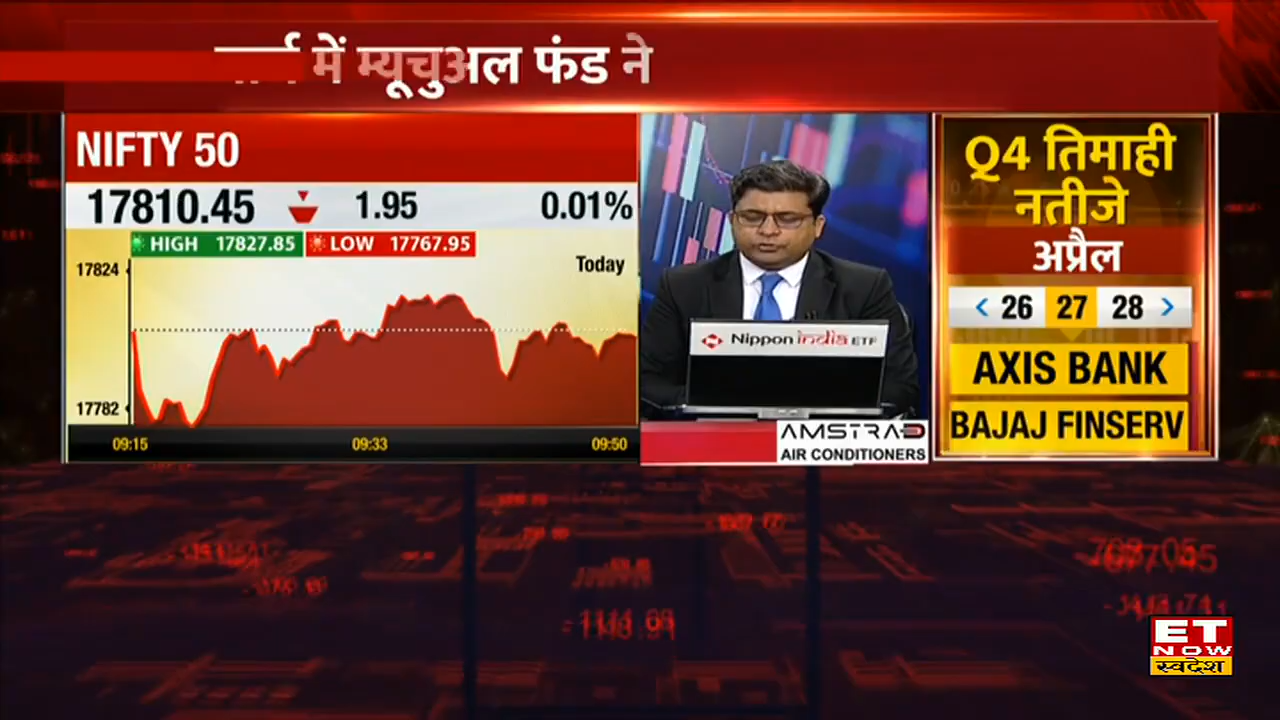 में म्यूचुअल फंड ने
NIFTY 50
17810.45 1.95 0.01%
HIGH 17827.85 LOW 17767.95
Today
17824
17782
09:15 09:33 09:50
Nippon india ETF
AMSTRAD
AIR CONDITIONERS
Q4 तिमाही
नतीजे
अप्रैल
< 26 27 28 >
AXIS BANK
BAJAJ FINSERV
ET
NOW
स्वदेश